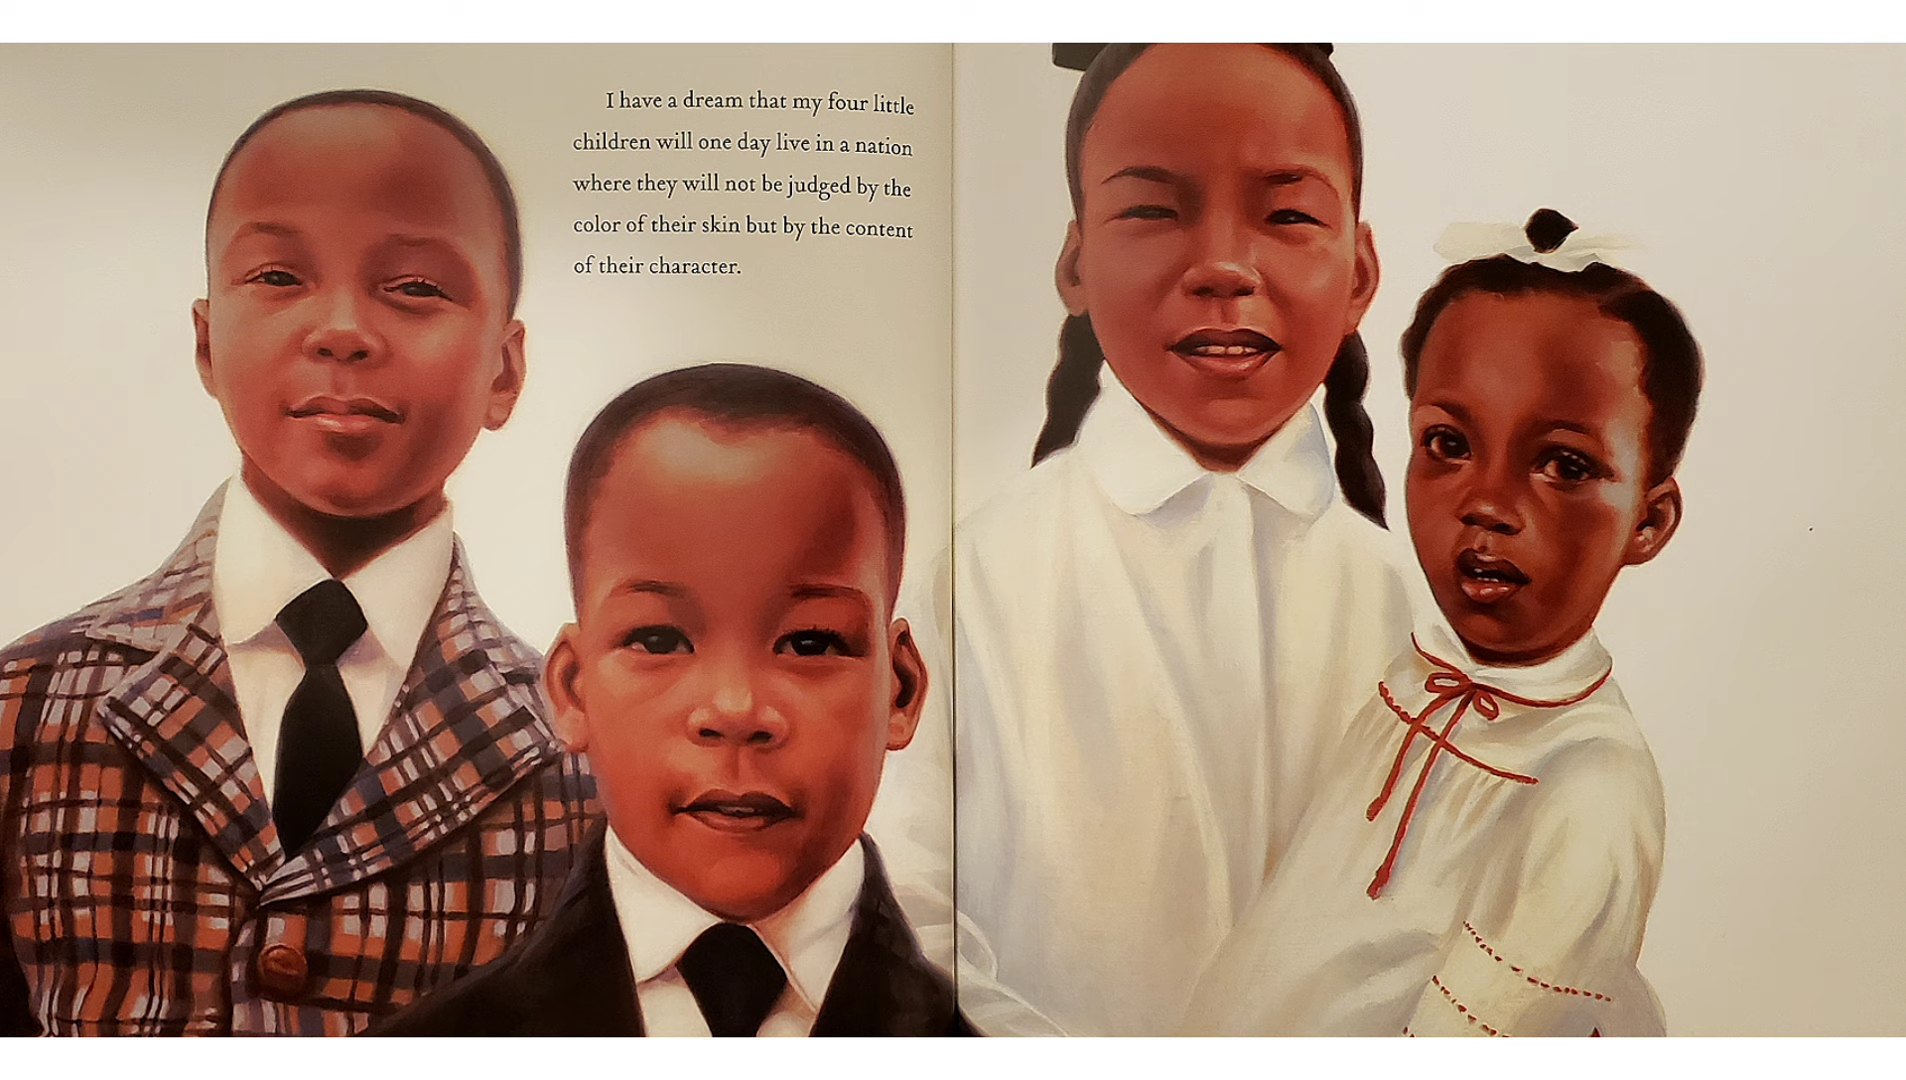 I have a dream that my four little
children will one day live in a nation
where they will not be judged by the
color of their skin but by the content
of their character.